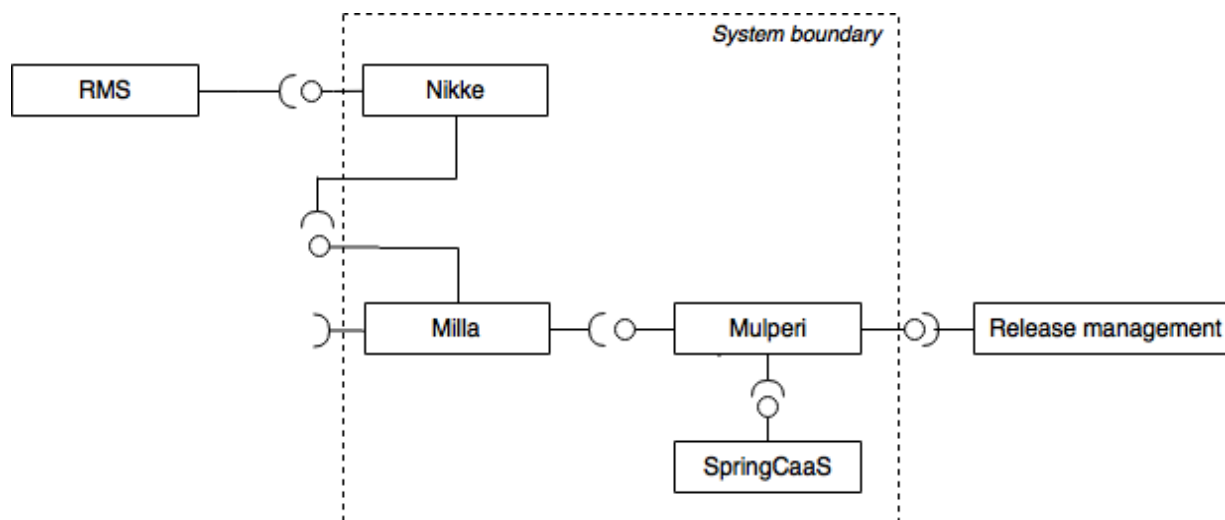 System boundary
RMS
Nikke
Milla
Mulperi
Release management
SpringCaaS